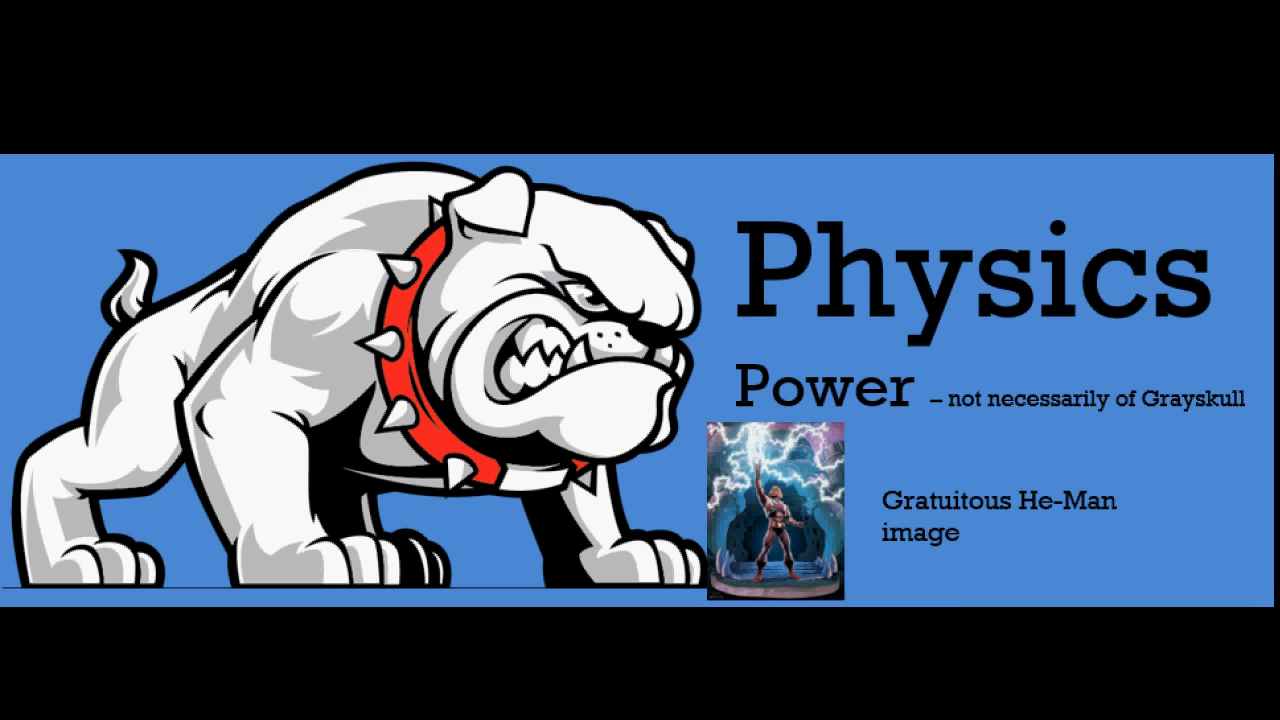 Physics
Power – not necessarily of Grayskull
Gratuitous He-Man
image